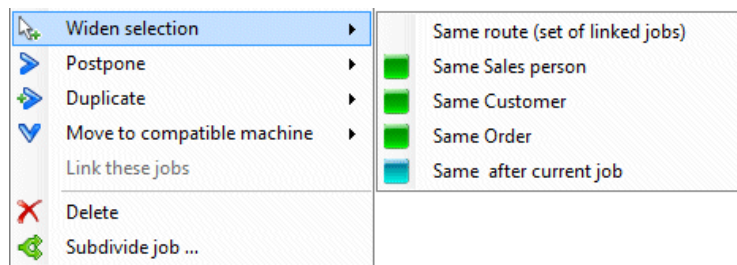 Widen selection
Postpone
Duplicate
Move to compatible machine
Link these jobs
Delete
Subdivide job ...
Same route (set of linked jobs)
Same Sales person
Same Customer
Same Order
Same  after current job